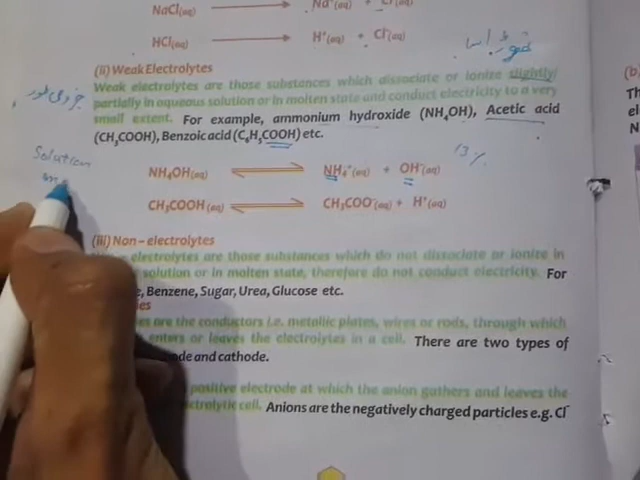 NaCl(aq) ⟶ Na⁺(aq) + Cl⁻(aq)
HCl(aq) ⟶ H⁺(aq) + Cl⁻(aq)
(ii) Weak Electrolytes
Weak electrolytes are those substances which dissociate or ionize slightly/
partially in aqueous solution or in molten state and conduct electricity to a very
small extent. For example, ammonium hydroxide (NH₄OH), Acetic acid
(CH₃COOH), Benzoic acid (C₆H₅COOH) etc.
Solution
13%
NH₄OH(aq) ⇌ NH₄⁺(aq) + OH⁻(aq)
CH₃COOH(aq) ⇌ CH₃COO⁻(aq) + H⁺(aq)
(iii) Non – electrolytes
electrolytes are those substances which do not dissociate or ionize in
solution or in molten state, therefore do not conduct electricity. For
, Benzene, Sugar, Urea, Glucose etc.
are the conductors i.e. metallic plates, wires or rods, through which
enters or leaves the electrolytes in a cell. There are two types of
and cathode.
positive electrode at which the anion gathers and leaves the
cell. Anions are the negatively charged particles e.g. Cl⁻
(b)
Th
el
N